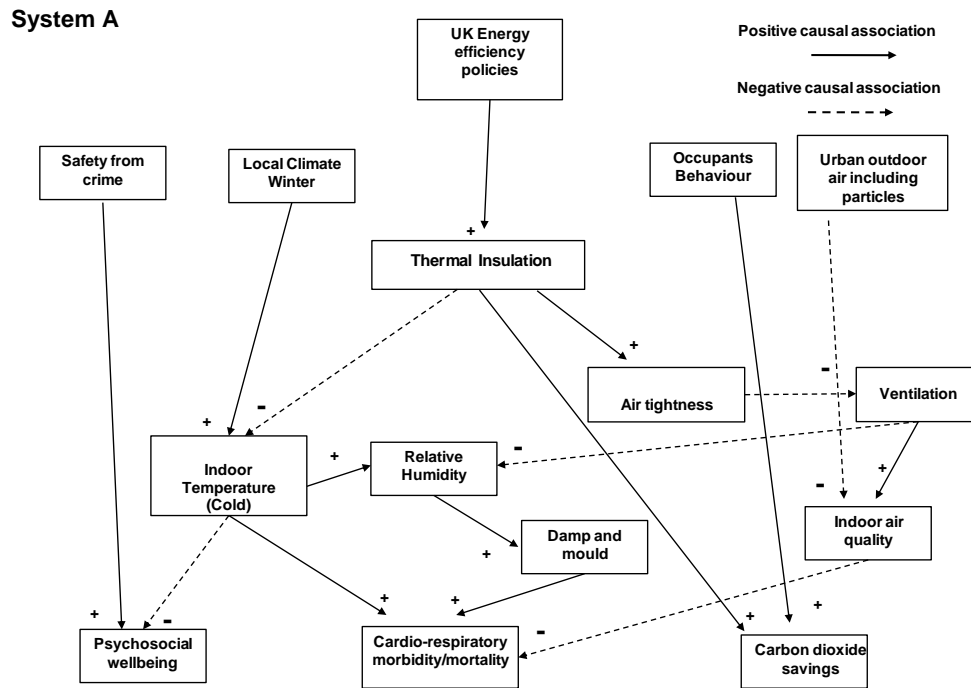 System A
UK Energy
efficiency
policies
Positive causal association
Negative causal association
Safety from
crime
Local Climate
Winter
Occupants
Behaviour
Urban outdoor
air including
particles
+
Thermal Insulation
+
-
Air tightness
-
Ventilation
+
-
Indoor
Temperature
(Cold)
+
Relative
Humidity
-
+
-
Indoor air
quality
+
Damp and
mould
+
-
Psychosocial
wellbeing
+
+
Cardio-respiratory
morbidity/mortality
-
+
+
Carbon dioxide
savings